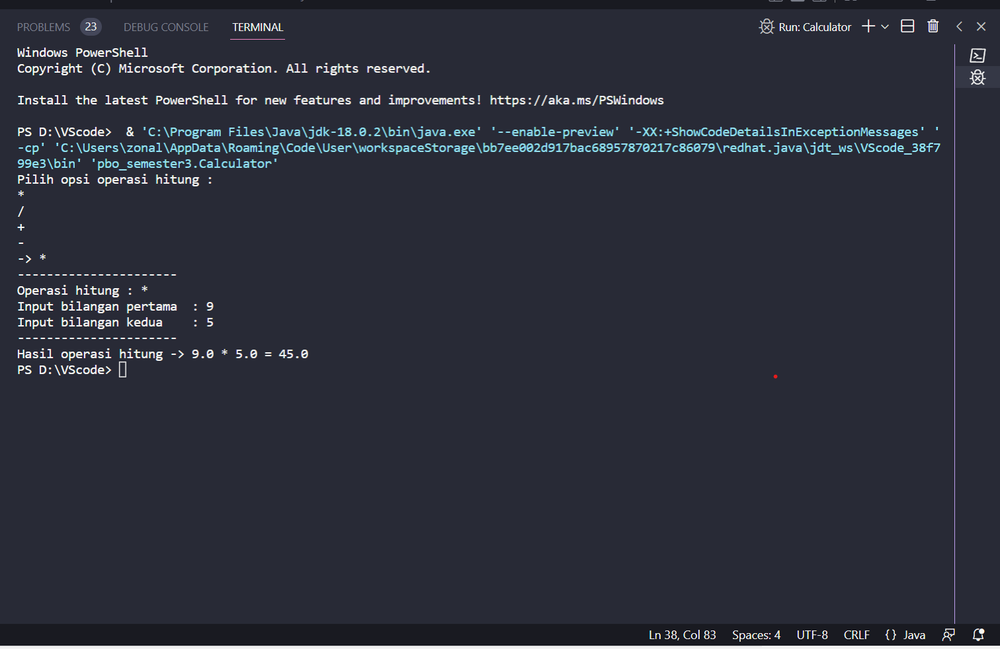 PROBLEMS 23 DEBUG CONSOLE TERMINAL Run: Calculator
Windows PowerShell
Copyright (C) Microsoft Corporation. All rights reserved.
Install the latest PowerShell for new features and improvements! https://aka.ms/PSWindows
PS D:\VScode>  & 'C:\Program Files\Java\jdk-18.0.2\bin\java.exe' '--enable-preview' '-XX:+ShowCodeDetailsInExceptionMessages' '
-cp' 'C:\Users\zonal\AppData\Roaming\Code\User\workspaceStorage\bb7ee002d917bac68957870217c86079\redhat.java\jdt_ws\VScode_38f7
99e3\bin' 'pbo_semester3.Calculator'
Pilih opsi operasi hitung :
*
/
+
-
-> *
----------------------
Operasi hitung : *
Input bilangan pertama  : 9
Input bilangan kedua    : 5
----------------------
Hasil operasi hitung -> 9.0 * 5.0 = 45.0
PS D:\VScode>
Ln 38, Col 83 Spaces: 4 UTF-8 CRLF {} Java